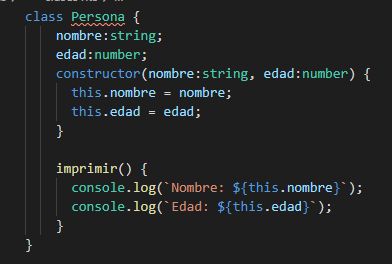 class Persona {
    nombre:string;
    edad:number;
    constructor(nombre:string, edad:number) {
      this.nombre = nombre;
      this.edad = edad;
    }

    imprimir() {
      console.log(`Nombre: ${this.nombre}`);
      console.log(`Edad: ${this.edad}`);
    }
}